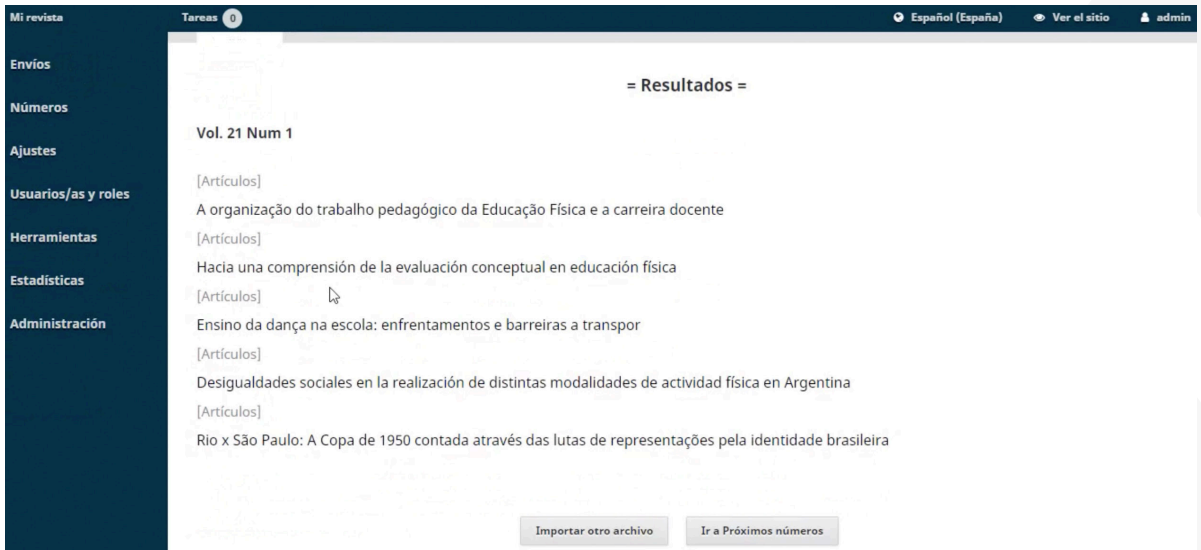 Mi revista
Tareas 0
Español (España)
Ver el sitio
admin
Envíos
Números
Ajustes
Usuarios/as y roles
Herramientas
Estadísticas
Administración
= Resultados =
Vol. 21 Num 1
[Artículos]
A organização do trabalho pedagógico da Educação Física e a carreira docente
[Artículos]
Hacia una comprensión de la evaluación conceptual en educación física
[Artículos]
Ensino da dança na escola: enfrentamentos e barreiras a transpor
[Artículos]
Desigualdades sociales en la realización de distintas modalidades de actividad física en Argentina
[Artículos]
Rio x São Paulo: A Copa de 1950 contada através das lutas de representações pela identidade brasileira
Importar otro archivo
Ir a Próximos números